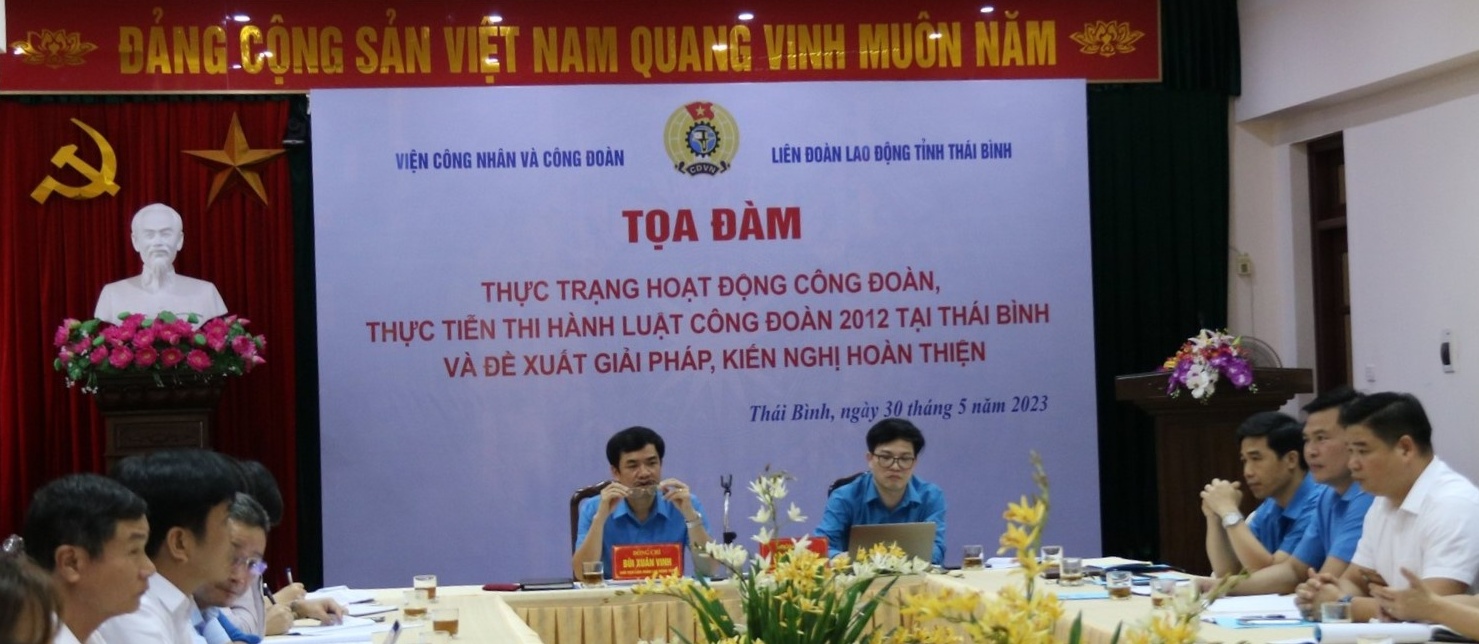 ĐẢNG CỘNG SẢN VIỆT NAM QUANG VINH MUÔN NĂM
VIỆN CÔNG NHÂN VÀ CÔNG ĐOÀN
LIÊN ĐOÀN LAO ĐỘNG TỈNH THÁI BÌNH
CĐVN
TỌA ĐÀM
THỰC TRẠNG HOẠT ĐỘNG CÔNG ĐOÀN,
THỰC TIỄN THI HÀNH LUẬT CÔNG ĐOÀN 2012 TẠI THÁI BÌNH
VÀ ĐỀ XUẤT GIẢI PHÁP, KIẾN NGHỊ HOÀN THIỆN
Thái Bình, ngày 30 tháng 5 năm 2023
ĐỒNG CHÍ
BÙI XUÂN VINH